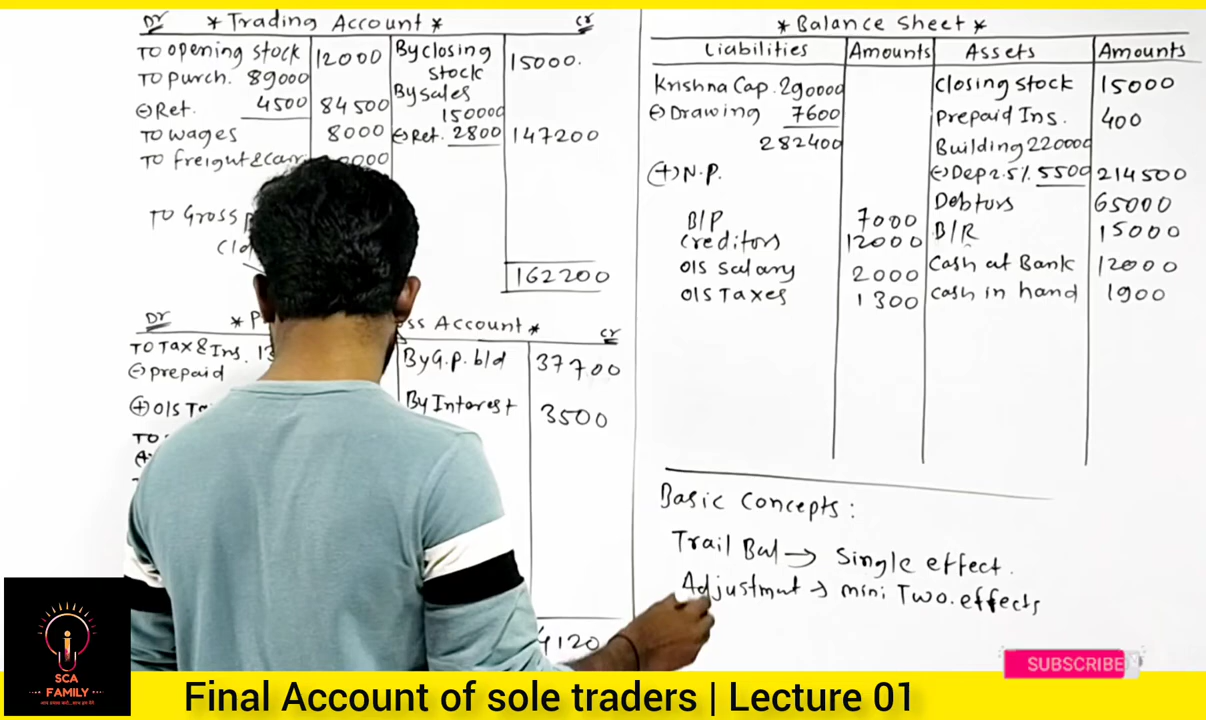 Dr *Trading Account* Cr
To opening stock 12000 By closing stock 15000.
To purch. 89000
⊖Ret. 4500 84500 By sales 150000
To wages 8000 ⊖Ret. 2800 147200
To freight &
To Gross
162200
Dr *P ss Account* Cr
To Tax & Ins. By G.P. b/d 37700
⊖prepaid
⊕O/S By Interest 3500
To
4120
*Balance Sheet*
Liabilities Amounts Assets Amounts
Krishna Cap. 290000 Closing stock 15000
⊖Drawing 7600 Prepaid Ins. 400
282400 Building 220000
(+)N.P. ⊖Dep 2.5% 5500 214500
Debtors 65000
B/P 7000 B/R 15000
Creditors 12000
O/S Salary 2000 Cash at Bank 12000
O/S Taxes 1300 Cash in hand 1900
Basic Concepts:
Trail Bal → Single effect.
Adjustment → mini Two effects
SCA
FAMILY
SUBSCRIBE
Final Account of sole traders | Lecture 01